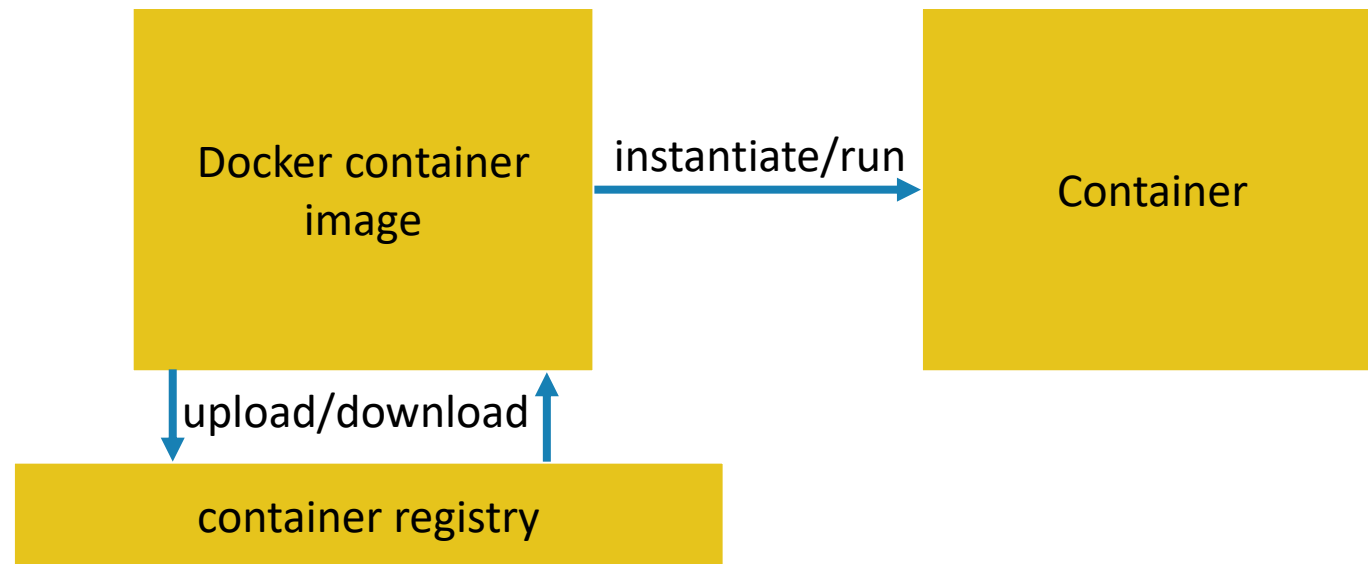 Docker container
image
instantiate/run
Container
upload/download
container registry